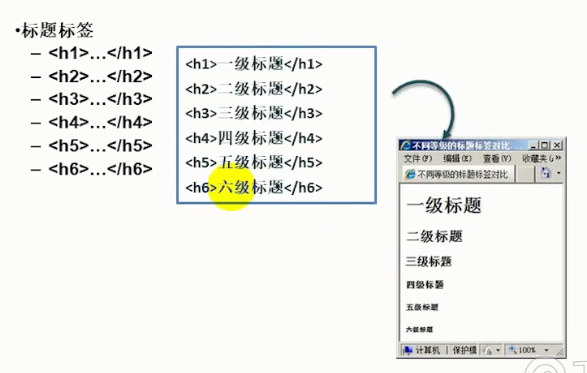 •标题标签
– <h1>…</h1>
– <h2>…</h2>
– <h3>…</h3>
– <h4>…</h4>
– <h5>…</h5>
– <h6>…</h6>
<h1>一级标题</h1>
<h2>二级标题</h2>
<h3>三级标题</h3>
<h4>四级标题</h4>
<h5>五级标题</h5>
<h6>六级标题</h6>
不同等级的标题标签对比
文件(F) 编辑(E) 查看(V) 收藏夹(A »
不同等级的标题标签对比
一级标题
二级标题
三级标题
四级标题
五级标题
六级标题
计算机 | 保护模 100%